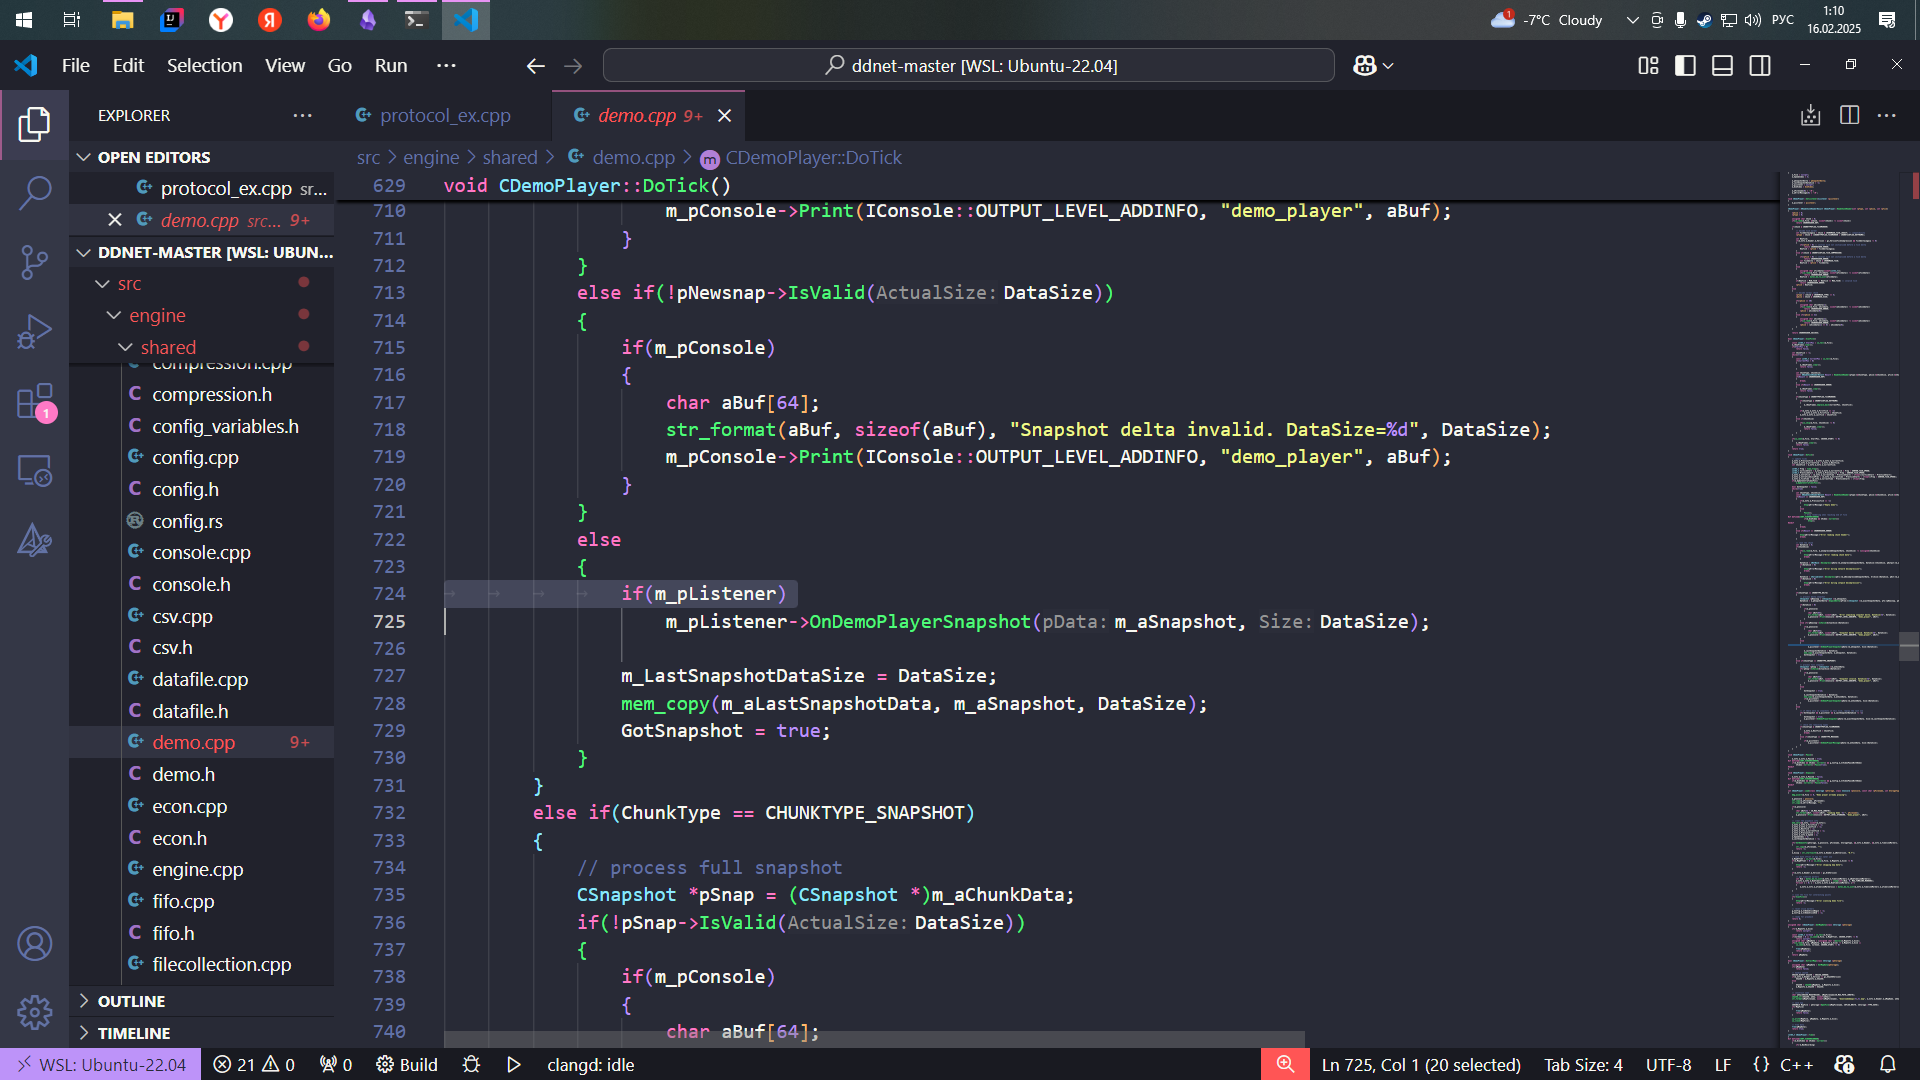 -7°C Cloudy
РУС
1:10
16.02.2025
File Edit Selection View Go Run ...
ddnet-master [WSL: Ubuntu-22.04]
EXPLORER
OPEN EDITORS
protocol_ex.cpp sr...
demo.cpp src... 9+
DDNET-MASTER [WSL: UBUN...
src
engine
shared
compression.cpp
compression.h
config_variables.h
config.cpp
config.h
config.rs
console.cpp
console.h
csv.cpp
csv.h
datafile.cpp
datafile.h
demo.cpp 9+
demo.h
econ.cpp
econ.h
engine.cpp
fifo.cpp
fifo.h
filecollection.cpp
OUTLINE
TIMELINE
1
protocol_ex.cpp
demo.cpp 9+
src > engine > shared > demo.cpp > CDemoPlayer::DoTick
629 void CDemoPlayer::DoTick()
710 m_pConsole->Print(IConsole::OUTPUT_LEVEL_ADDINFO, "demo_player", aBuf);
711 }
712 }
713 else if(!pNewsnap->IsValid(ActualSize: DataSize))
714 {
715 if(m_pConsole)
716 {
717 char aBuf[64];
718 str_format(aBuf, sizeof(aBuf), "Snapshot delta invalid. DataSize=%d", DataSize);
719 m_pConsole->Print(IConsole::OUTPUT_LEVEL_ADDINFO, "demo_player", aBuf);
720 }
721 }
722 else
723 {
724 if(m_pListener)
725 m_pListener->OnDemoPlayerSnapshot(pData: m_aSnapshot, Size: DataSize);
726
727 m_LastSnapshotDataSize = DataSize;
728 mem_copy(m_aLastSnapshotData, m_aSnapshot, DataSize);
729 GotSnapshot = true;
730 }
731 }
732 else if(ChunkType == CHUNKTYPE_SNAPSHOT)
733 {
734 // process full snapshot
735 CSnapshot *pSnap = (CSnapshot *)m_aChunkData;
736 if(!pSnap->IsValid(ActualSize: DataSize))
737 {
738 if(m_pConsole)
739 {
740 char aBuf[64];
WSL: Ubuntu-22.04 21 0 0 Build clangd: idle Ln 725, Col 1 (20 selected) Tab Size: 4 UTF-8 LF {} C++